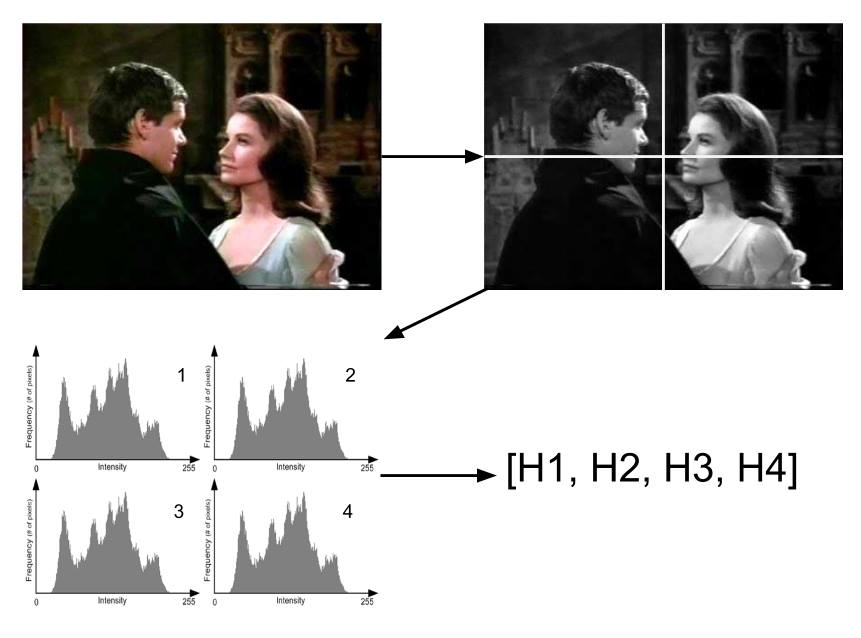 1
Frequency (# of pixels)
0
Intensity
255
2
Frequency (# of pixels)
0
Intensity
255
[H1, H2, H3, H4]
3
Frequency (# of pixels)
0
Intensity
255
4
Frequency (# of pixels)
0
Intensity
255